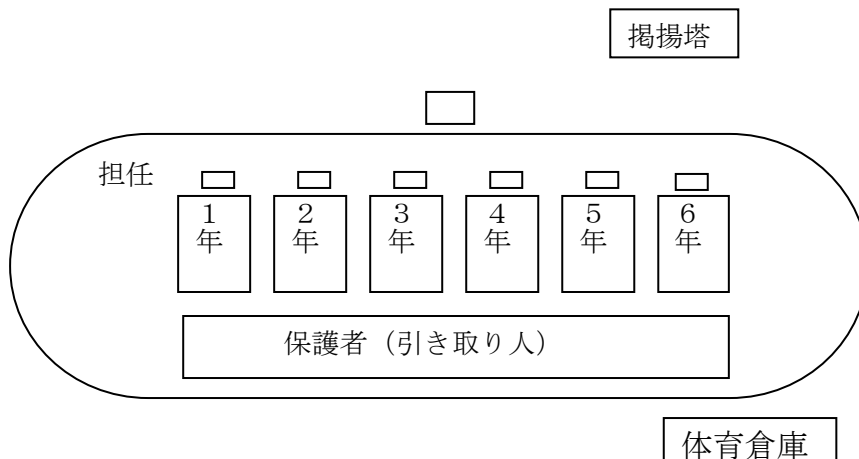 掲揚塔
担任
１年
２年
３年
４年
５年
６年
保護者（引き取り人）
体育倉庫